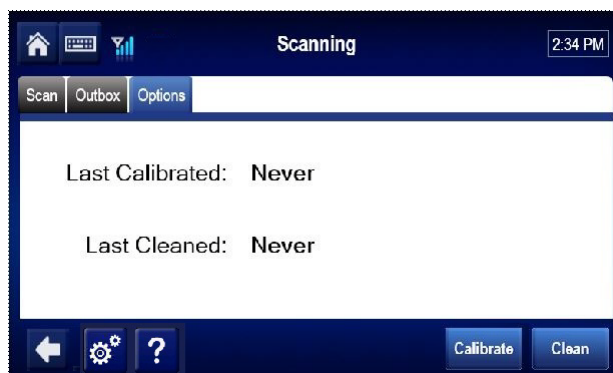 Scanning 2:34 PM
Scan Outbox Options
Last Calibrated: Never
Last Cleaned: Never
? Calibrate Clean